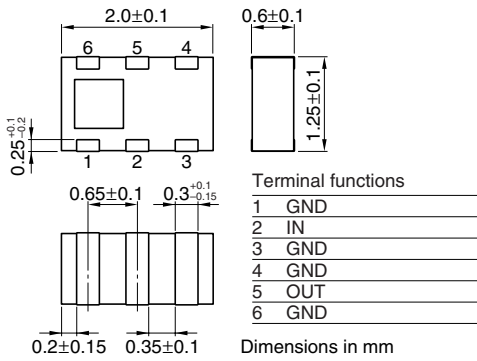 2.0±0.1
0.6±0.1
6 5 4
1.25±0.1
0.25+0.1−0.2
1 2 3
0.65±0.1
0.3+0.1−0.15
0.2±0.15
0.35±0.1
Terminal functions
1 GND
2 IN
3 GND
4 GND
5 OUT
6 GND
Dimensions in mm